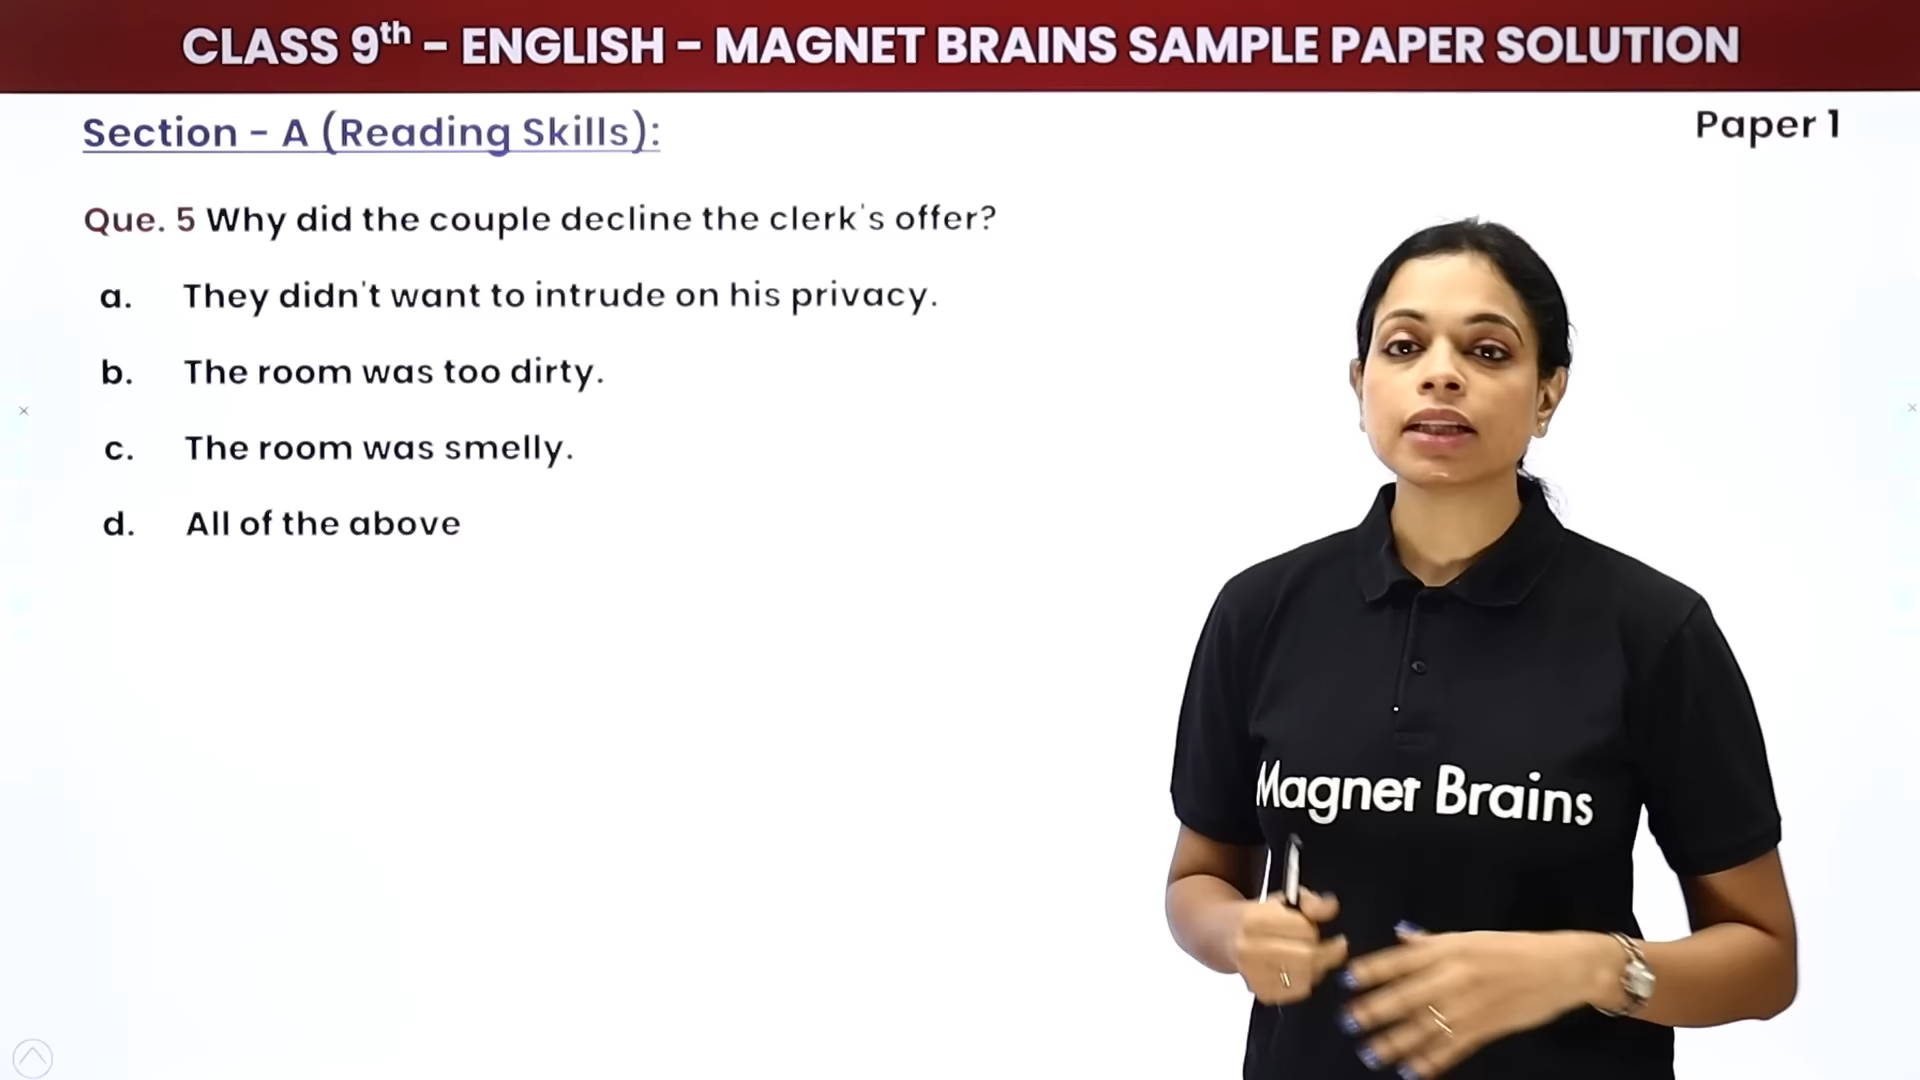 CLASS 9th – ENGLISH – MAGNET BRAINS SAMPLE PAPER SOLUTION
Section - A (Reading Skills):
Paper 1
Que. 5 Why did the couple decline the clerk's offer?
a. They didn't want to intrude on his privacy.
b. The room was too dirty.
c. The room was smelly.
d. All of the above
Magnet Brains